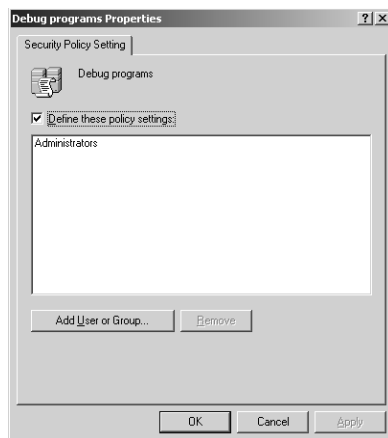 Debug programs Properties
Security Policy Setting
Debug programs
Define these policy settings:
Administrators
Add User or Group...
Remove
OK
Cancel
Apply